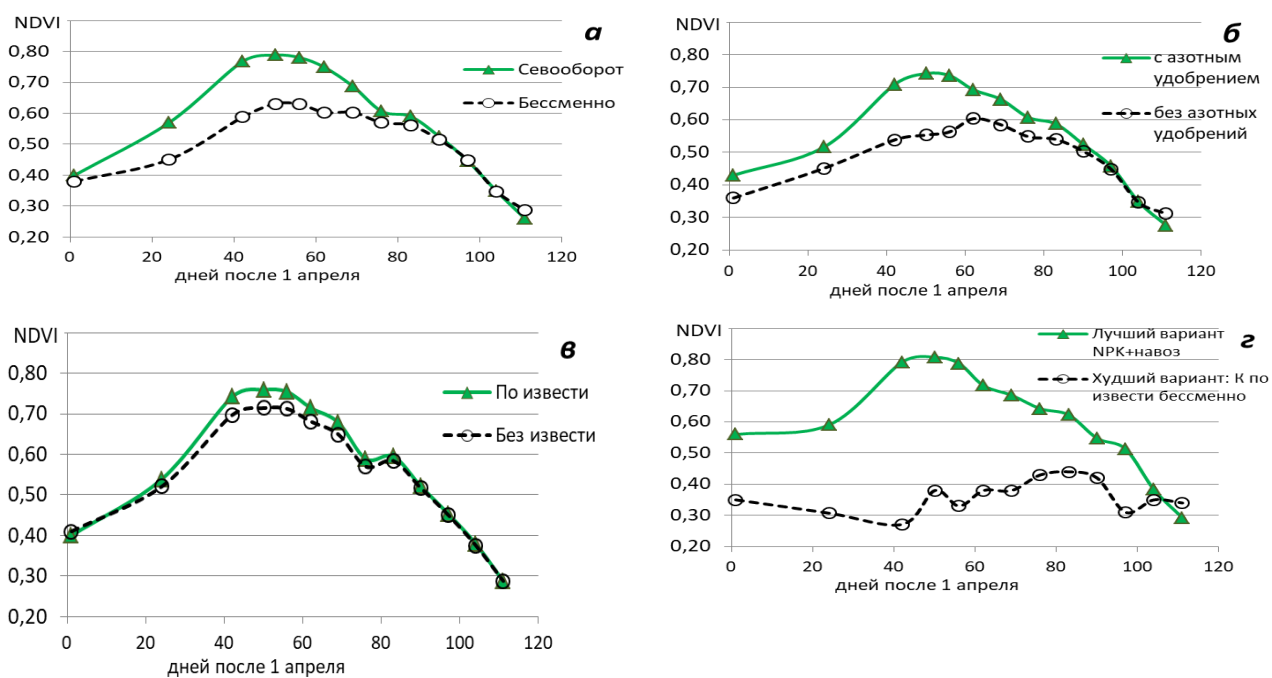 NDVI
а
0,80
0,70
0,60
0,50
0,40
0,30
0,20
0 20 40 60 80 100 120
дней после 1 апреля
Севооборот
Бессменно
NDVI
б
0,80
0,70
0,60
0,50
0,40
0,30
0,20
0 20 40 60 80 100 120
дней после 1 апреля
с азотным
удобрением
без азотных
удобрений
NDVI
в
0,80
0,70
0,60
0,50
0,40
0,30
0,20
0 20 40 60 80 100 120
дней после 1 апреля
По извести
Без извести
NDVI
г
0,80
0,70
0,60
0,50
0,40
0,30
0,20
0 20 40 60 80 100 120
дней после 1 апреля
Лучший вариант
NPK+навоз
Худший вариант: К по
извести бессменно